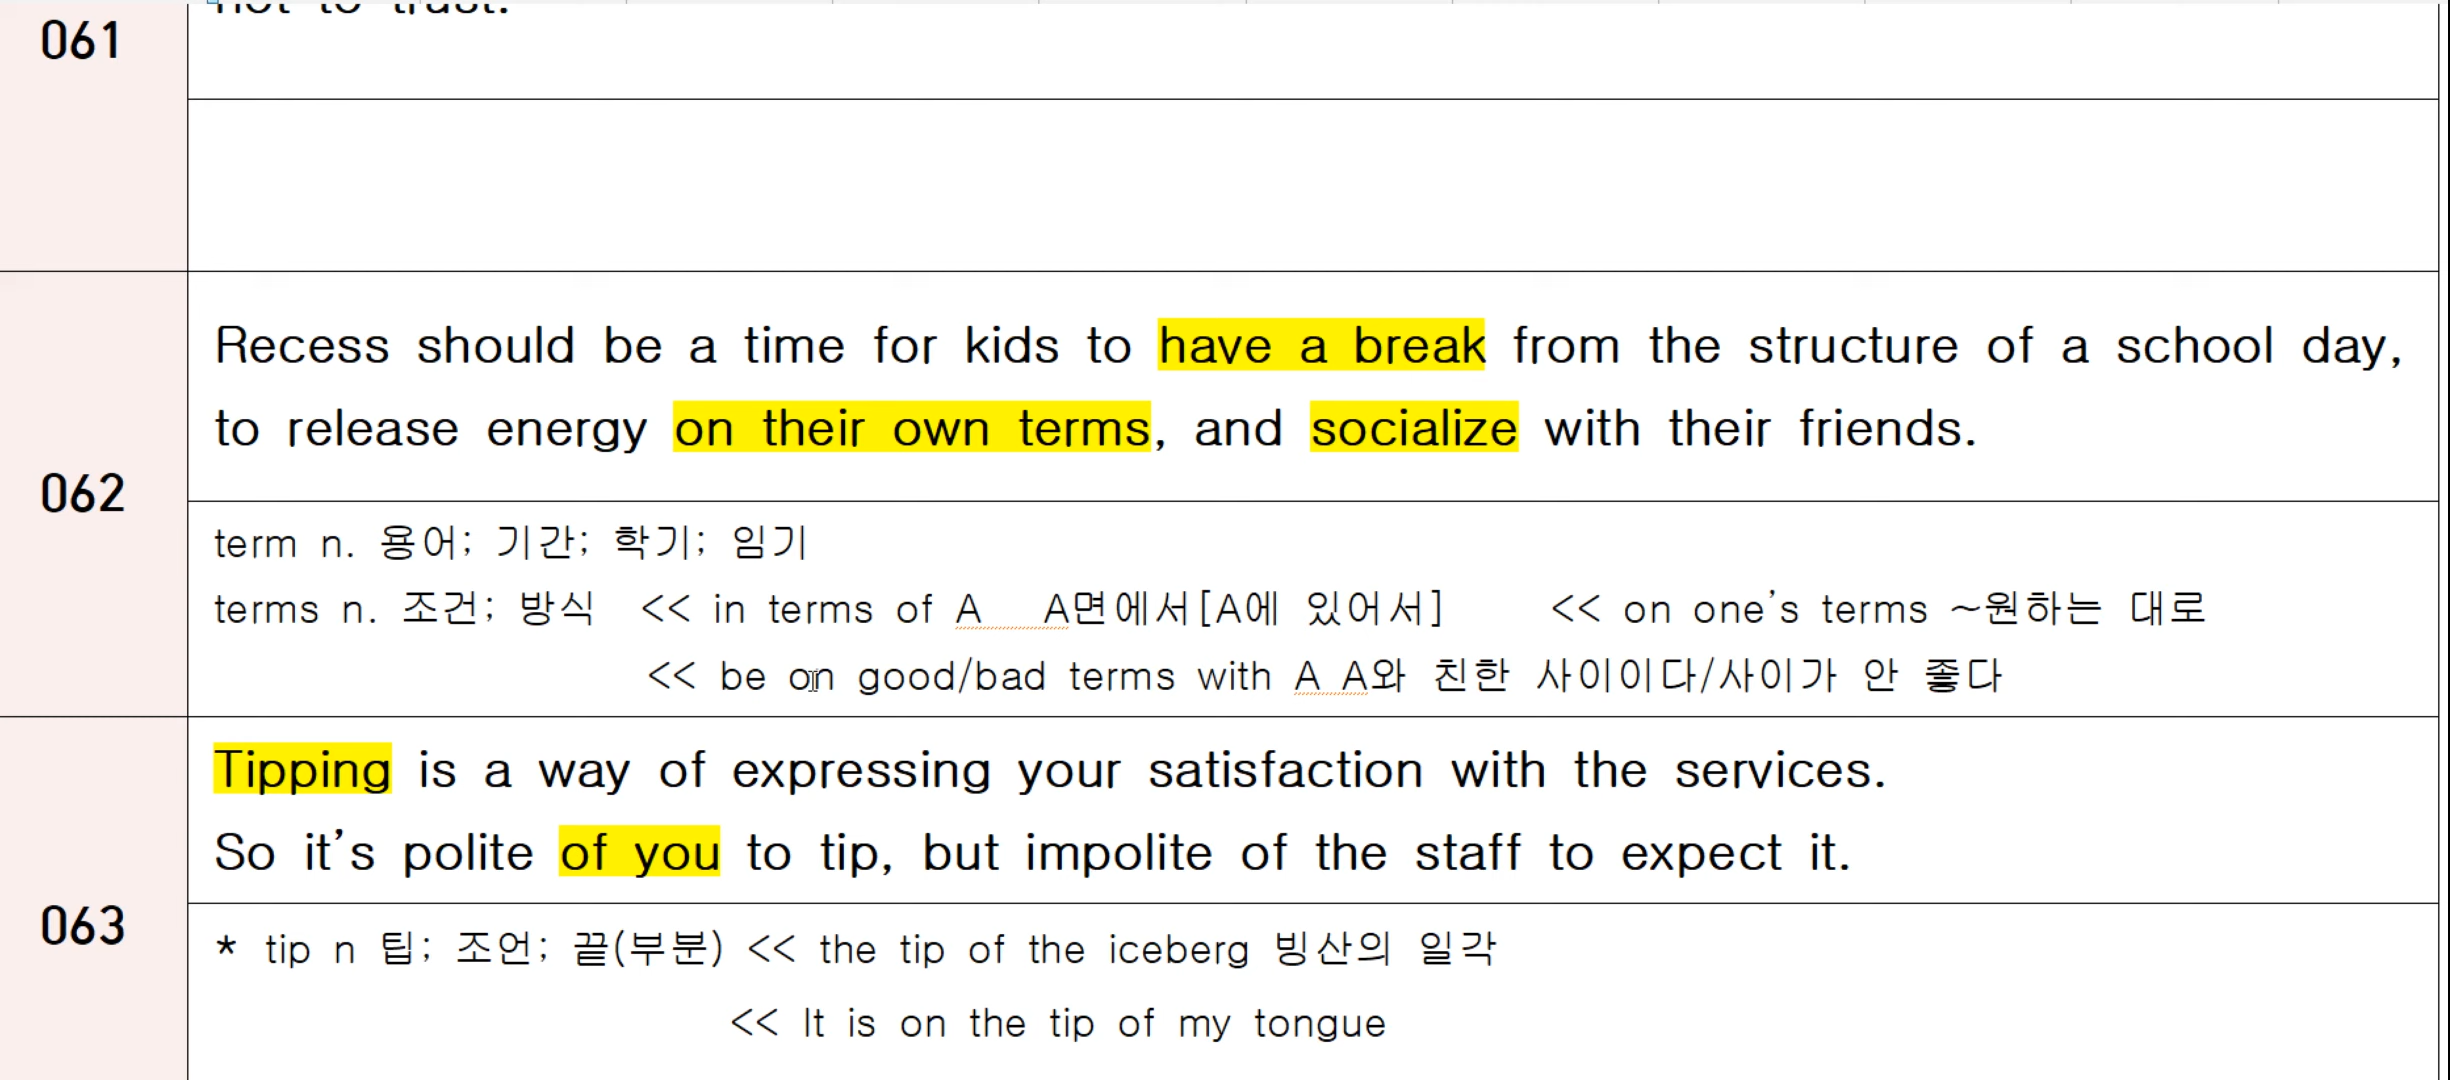 not to trust.
061
Recess should be a time for kids to have a break from the structure of a school day,
to release energy on their own terms, and socialize with their friends.
062
term n. 용어; 기간; 학기; 임기
terms n. 조건; 방식 << in terms of A A면에서[A에 있어서] << on one's terms ~원하는 대로
<< be on good/bad terms with A A와 친한 사이이다/사이가 안 좋다
Tipping is a way of expressing your satisfaction with the services.
So it's polite of you to tip, but impolite of the staff to expect it.
063
* tip n 팁; 조언; 끝(부분) << the tip of the iceberg 빙산의 일각
<< It is on the tip of my tongue